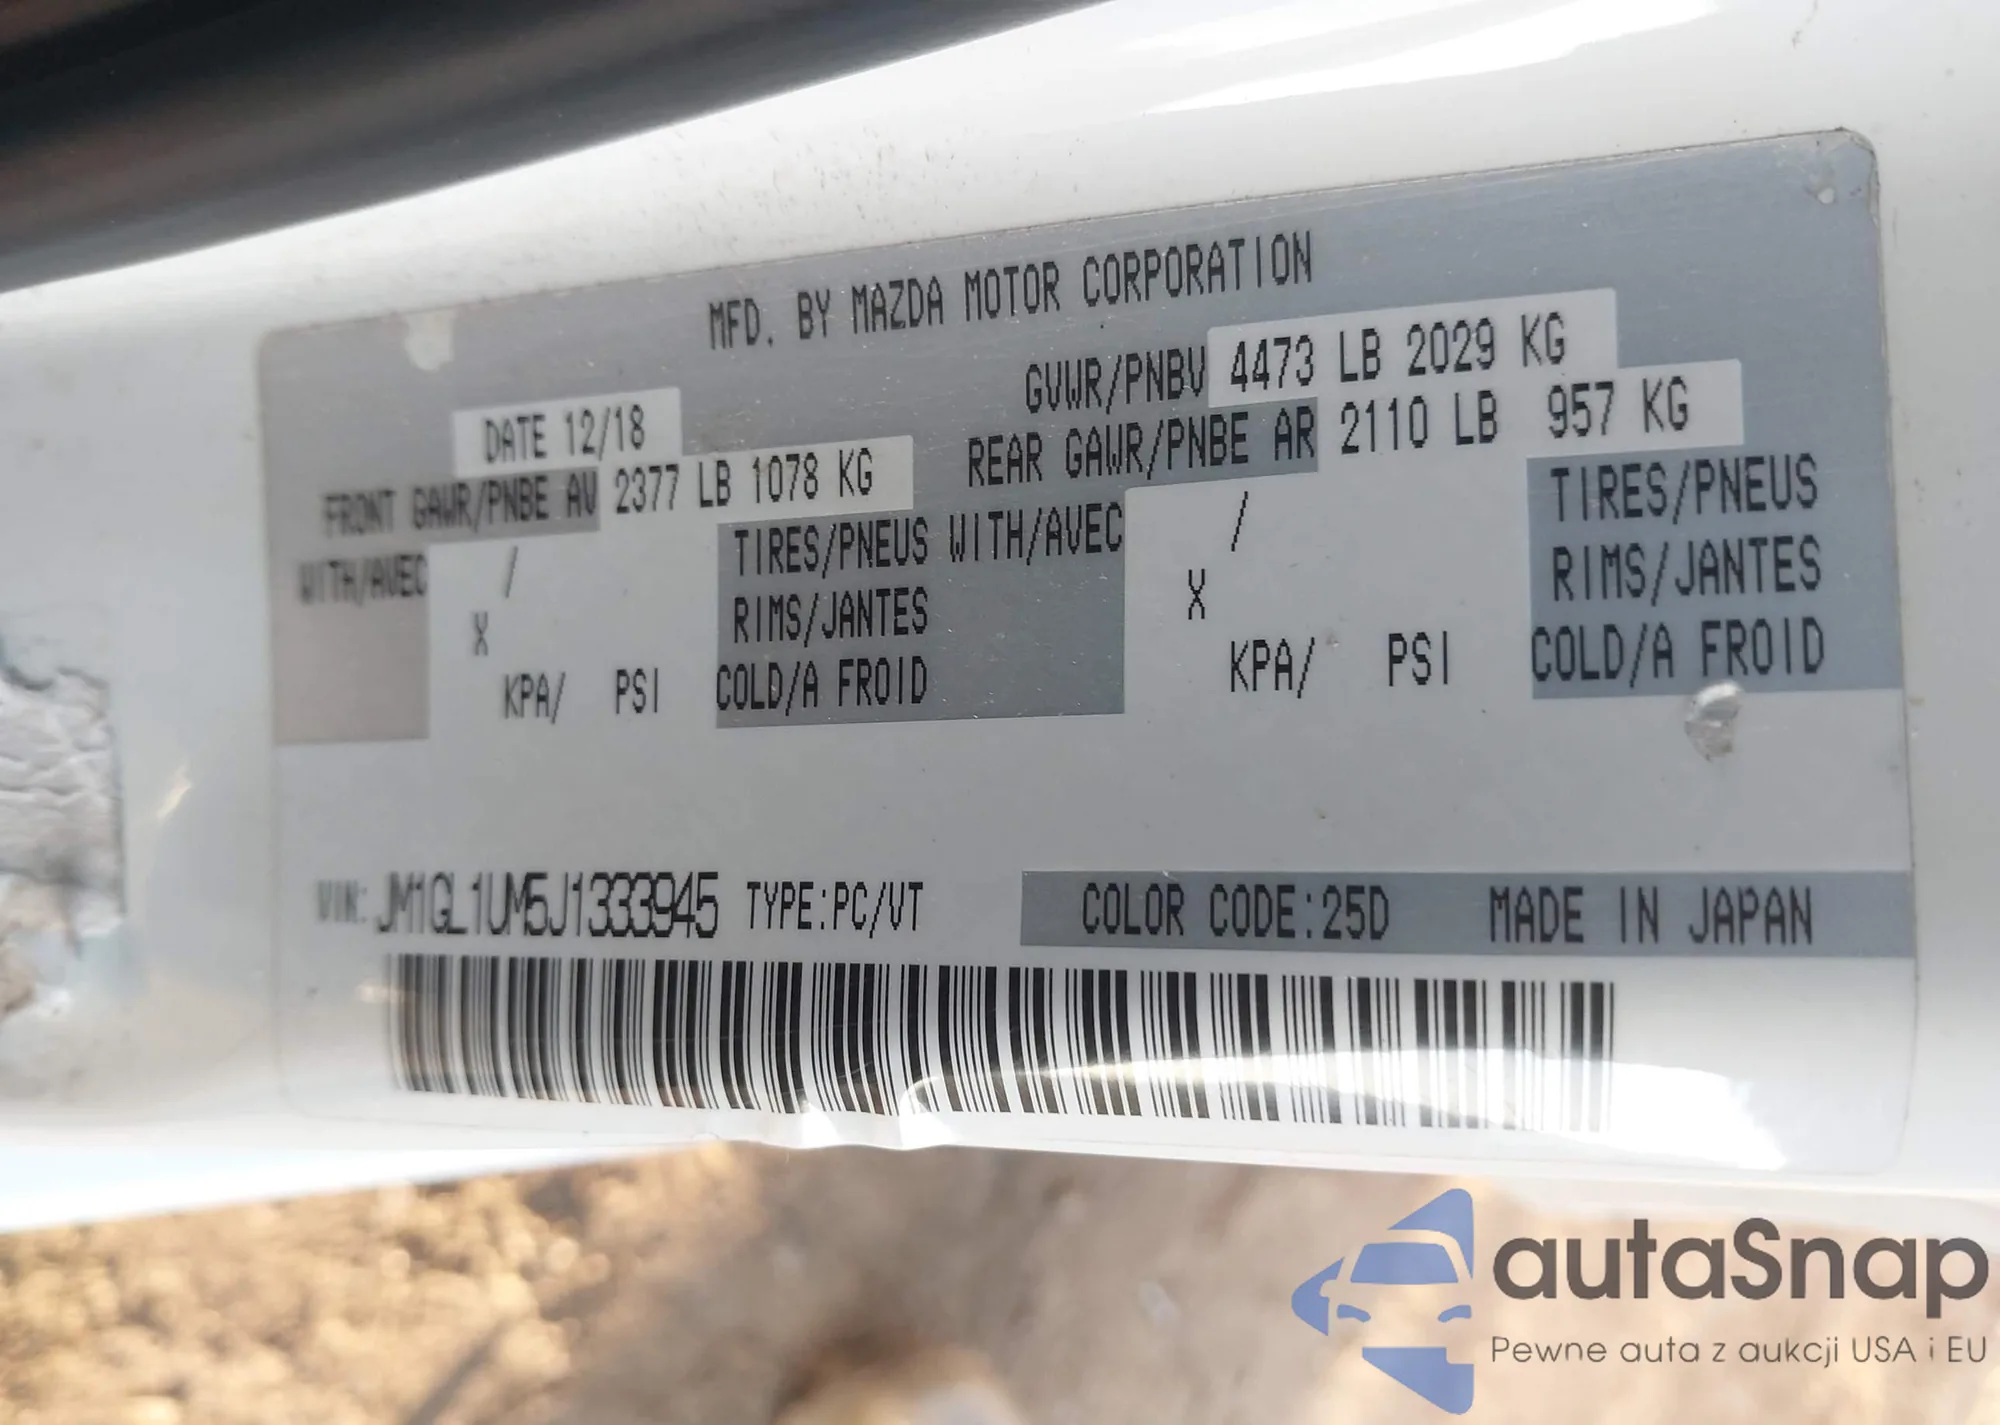 MFD. BY MAZDA MOTOR CORPORATION
DATE 12/18 GVWR/PNBV 4473 LB 2029 KG
FRONT GAWR/PNBE AV 2377 LB 1078 KG REAR GAWR/PNBE AR 2110 LB 957 KG
WITH/AVEC / TIRES/PNEUS WITH/AVEC / TIRES/PNEUS
X RIMS/JANTES X RIMS/JANTES
KPA/ PSI COLD/A FROID KPA/ PSI COLD/A FROID
VIN: JM1GL1UM5J1333945 TYPE:PC/VT COLOR CODE:25D MADE IN JAPAN
autaSnap
Pewne auta z aukcji USA i EU